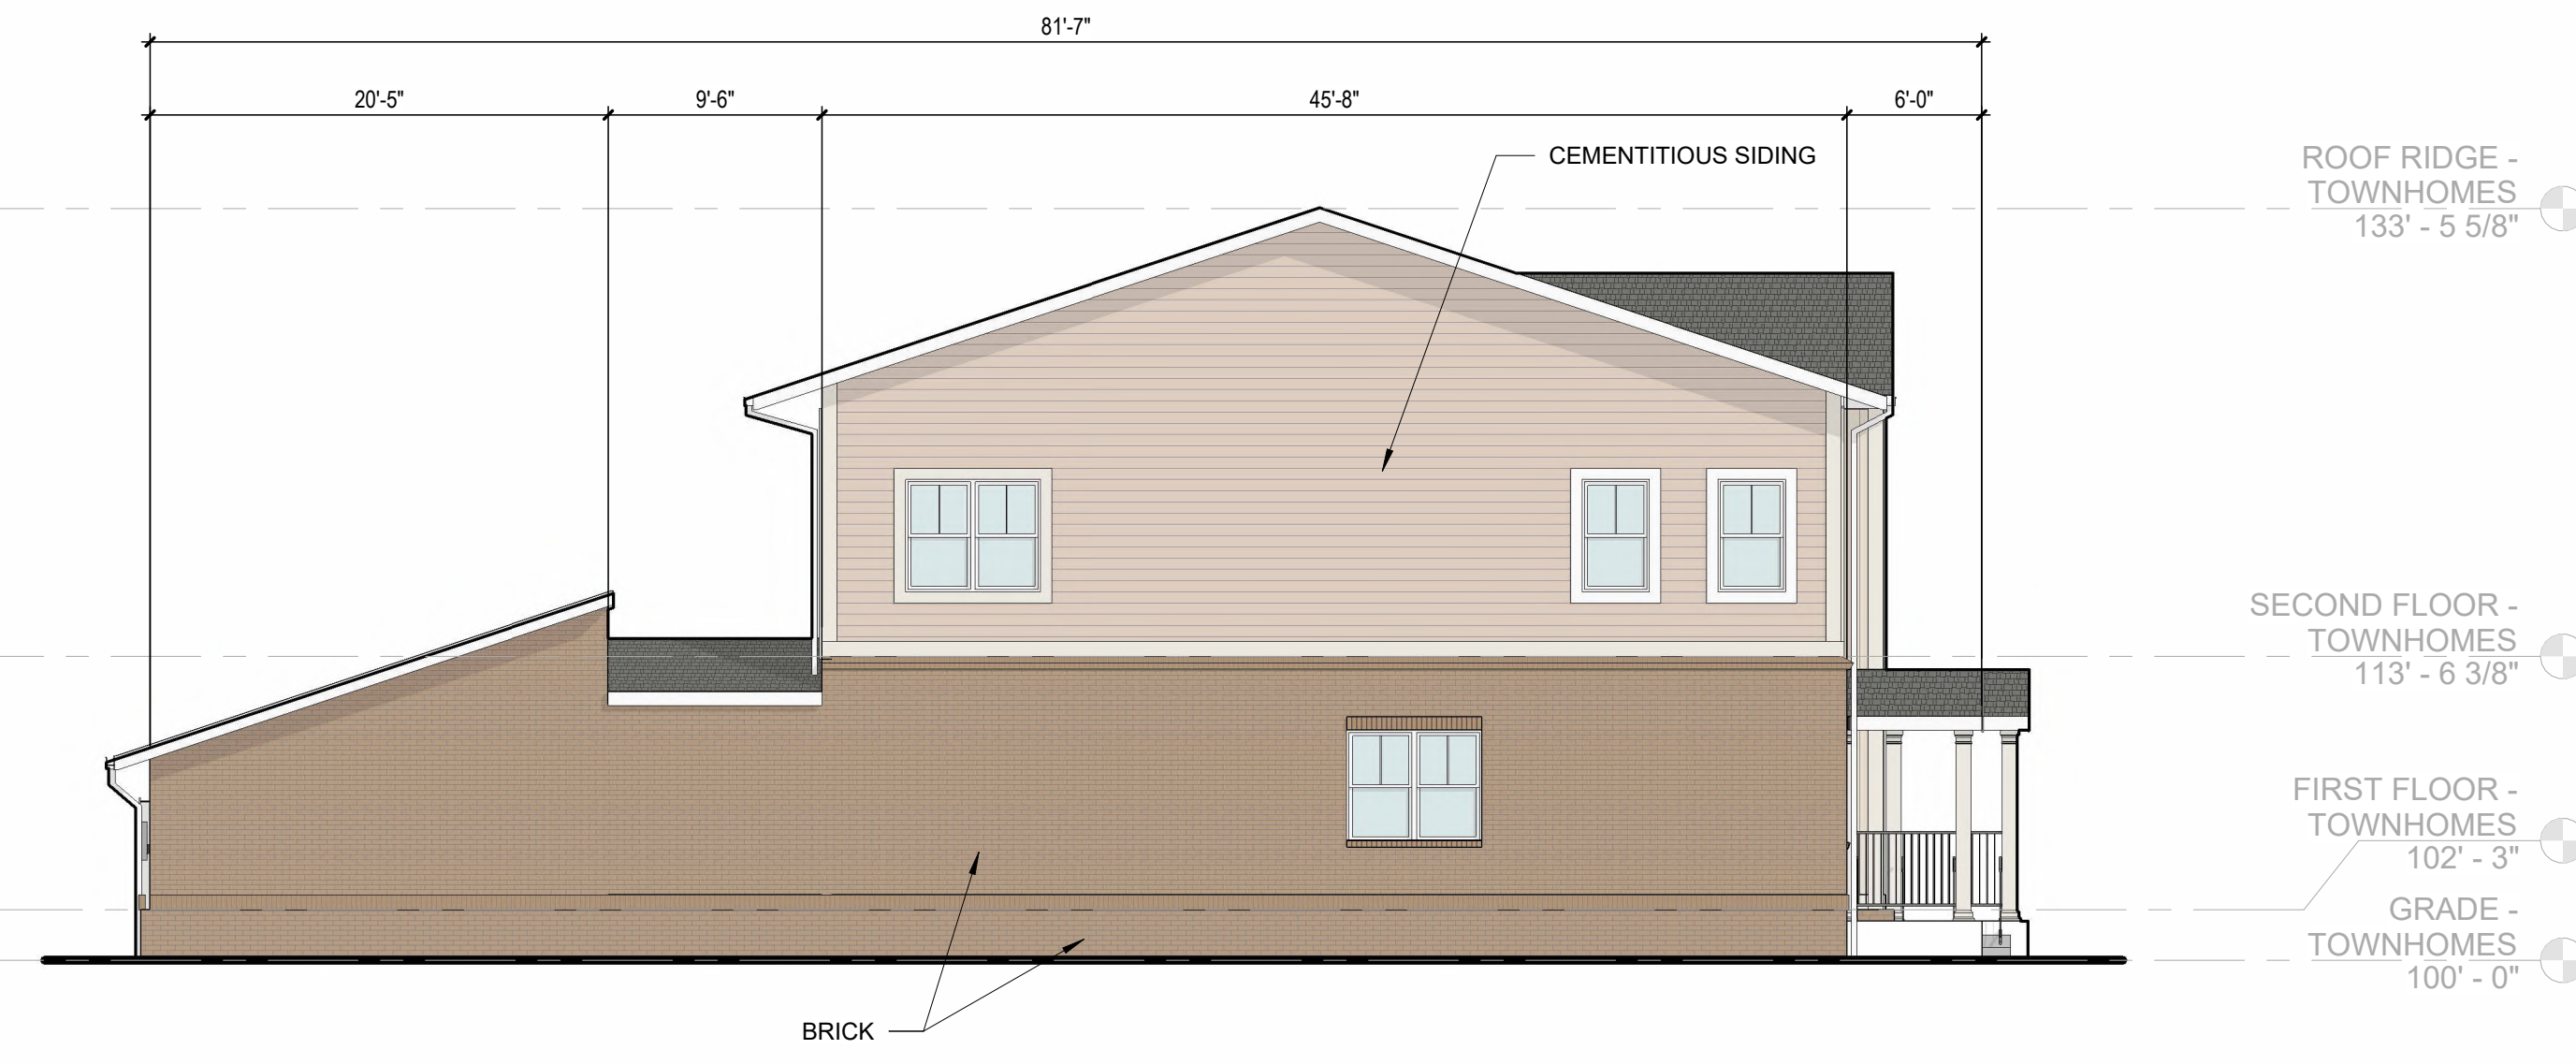 81'-7"
20'-5"
9'-6"
45'-8"
6'-0"
CEMENTITIOUS SIDING
ROOF RIDGE -
TOWNHOMES
133' - 5 5/8"
SECOND FLOOR -
TOWNHOMES
113' - 6 3/8"
FIRST FLOOR -
TOWNHOMES
102' - 3"
GRADE -
TOWNHOMES
100' - 0"
BRICK